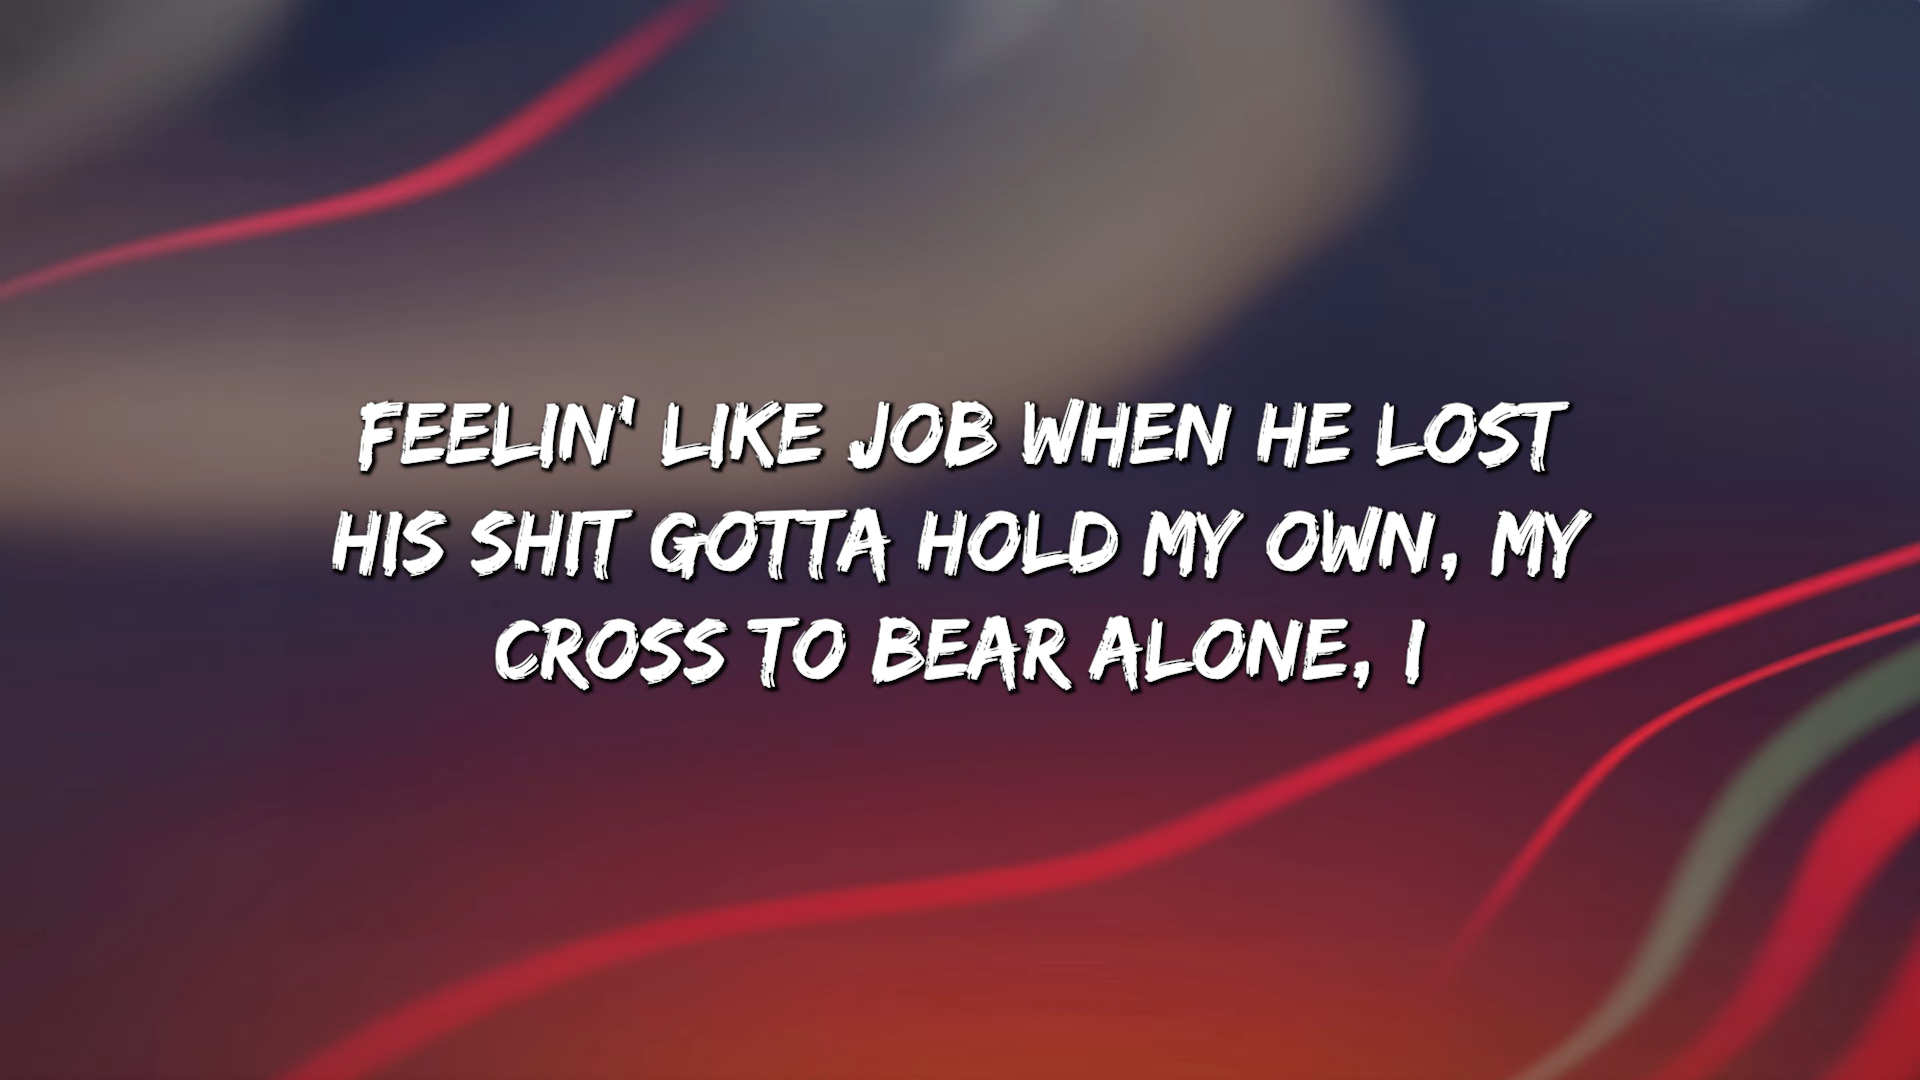 FEELIN' LIKE JOB WHEN HE LOST
HIS SHIT GOTTA HOLD MY OWN, MY
CROSS TO BEAR ALONE, I